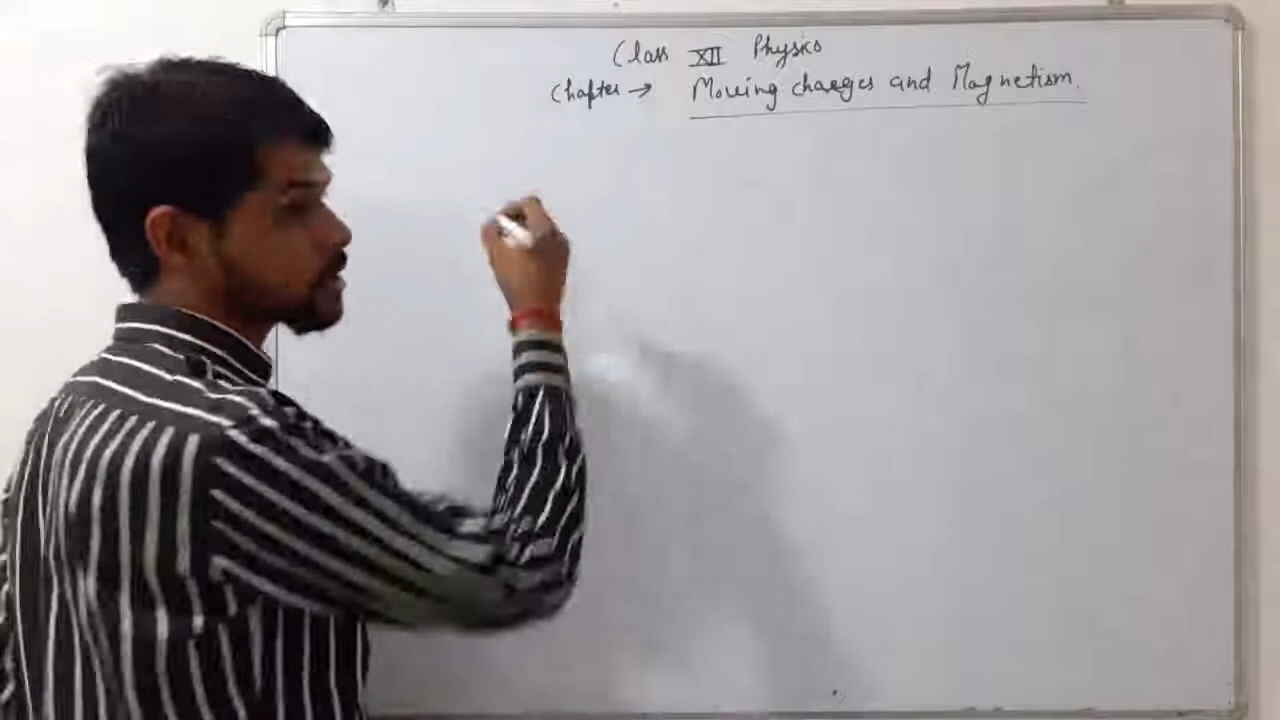 Class XII Physics
Chapter → Moving charges and Magnetism.